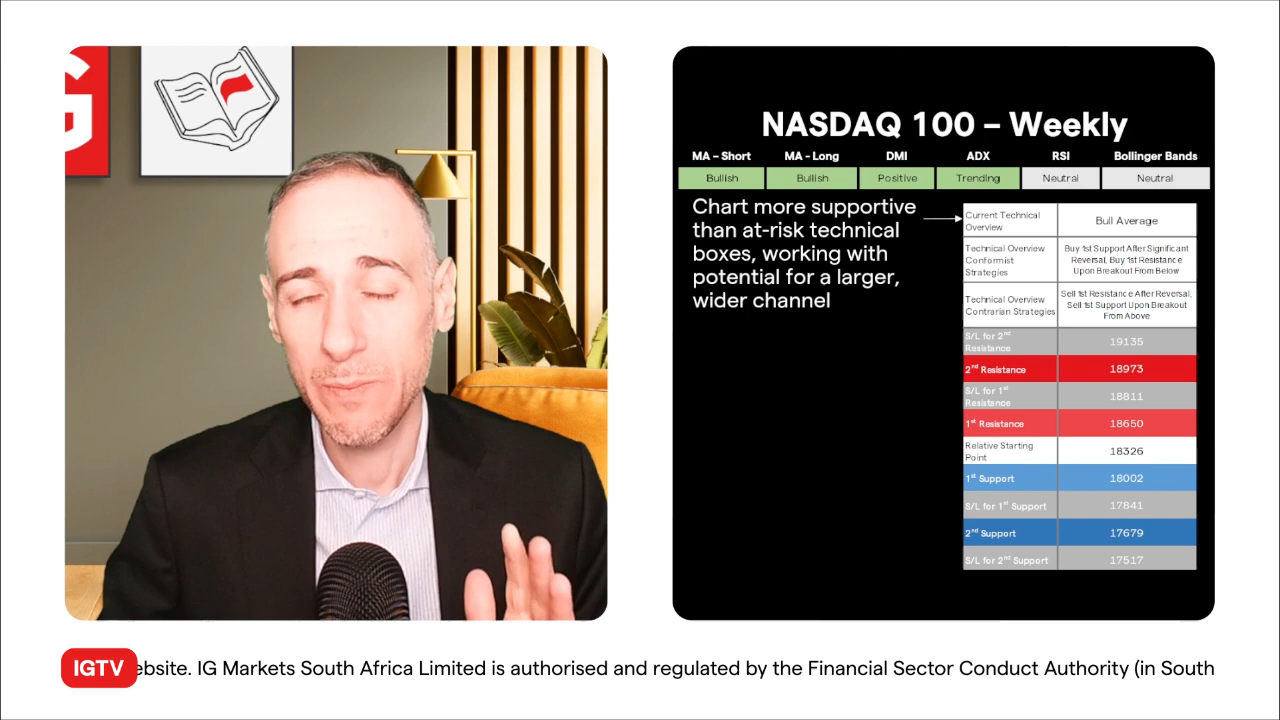 NASDAQ 100 – Weekly
MA – Short MA - Long DMI ADX RSI Bollinger Bands
Bullish Bullish Positive Trending Neutral Neutral
Chart more supportive
than at-risk technical
boxes, working with
potential for a larger,
wider channel
Current Technical
Overview
Bull Average
Technical Overview
Conformist
Strategies
Buy 1st Support After Significant
Reversal, Buy 1st Resistance
Upon Breakout From Below
Technical Overview
Contrarian Strategies
Sell 1st Resistance After Reversal,
Sell 1st Support Upon Breakout
From Above
S/L for 2nd
Resistance
19135
2nd Resistance 18973
S/L for 1st
Resistance
18811
1st Resistance 18650
Relative Starting
Point
18326
1st Support 18002
S/L for 1st Support 17841
2nd Support 17679
S/L for 2nd Support 17517
IGTV ebsite. IG Markets South Africa Limited is authorised and regulated by the Financial Sector Conduct Authority (in South